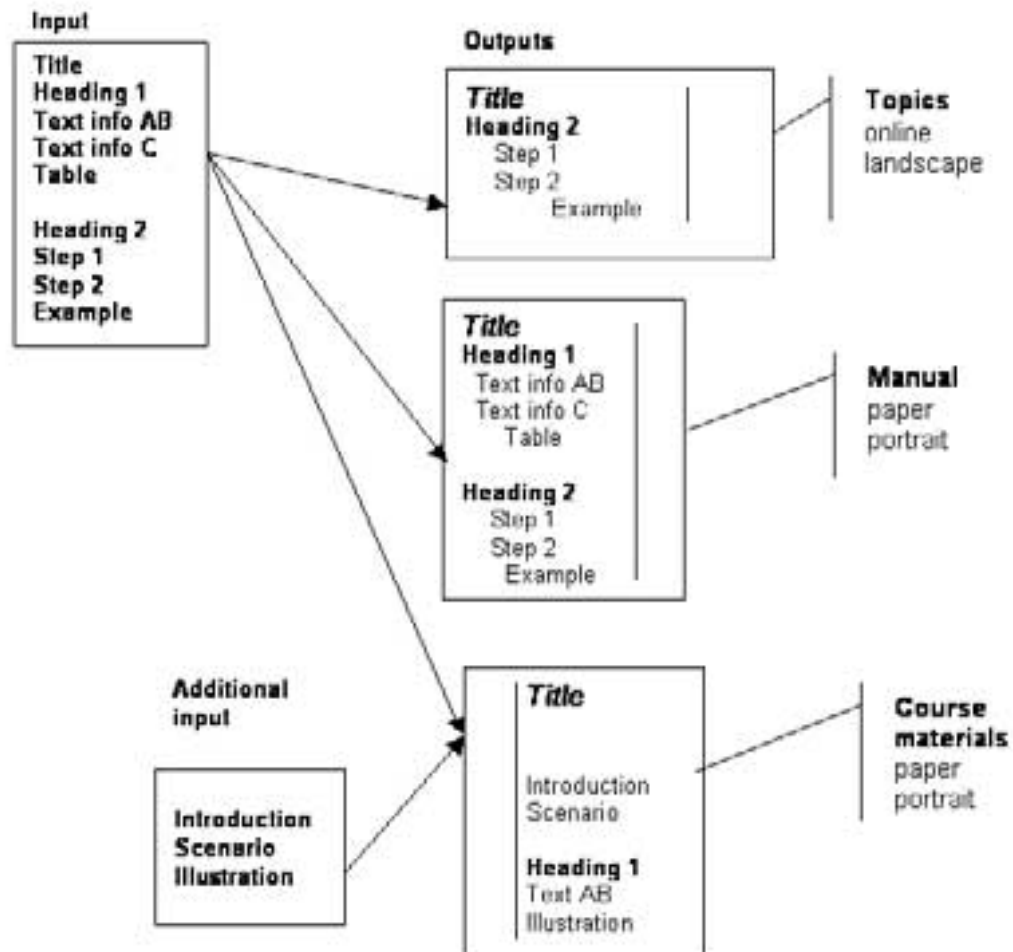 Input
Title
Heading 1
Text info AB
Text info C
Table
Heading 2
Step 1
Step 2
Example
Outputs
Title
Heading 2
Step 1
Step 2
Example
Topics
online
landscape
Title
Heading 1
Text info AB
Text info C
Table
Heading 2
Step 1
Step 2
Example
Manual
paper
portrait
Additional
input
Introduction
Scenario
Illustration
Title
Introduction
Scenario
Heading 1
Text AB
Illustration
Course
materials
paper
portrait